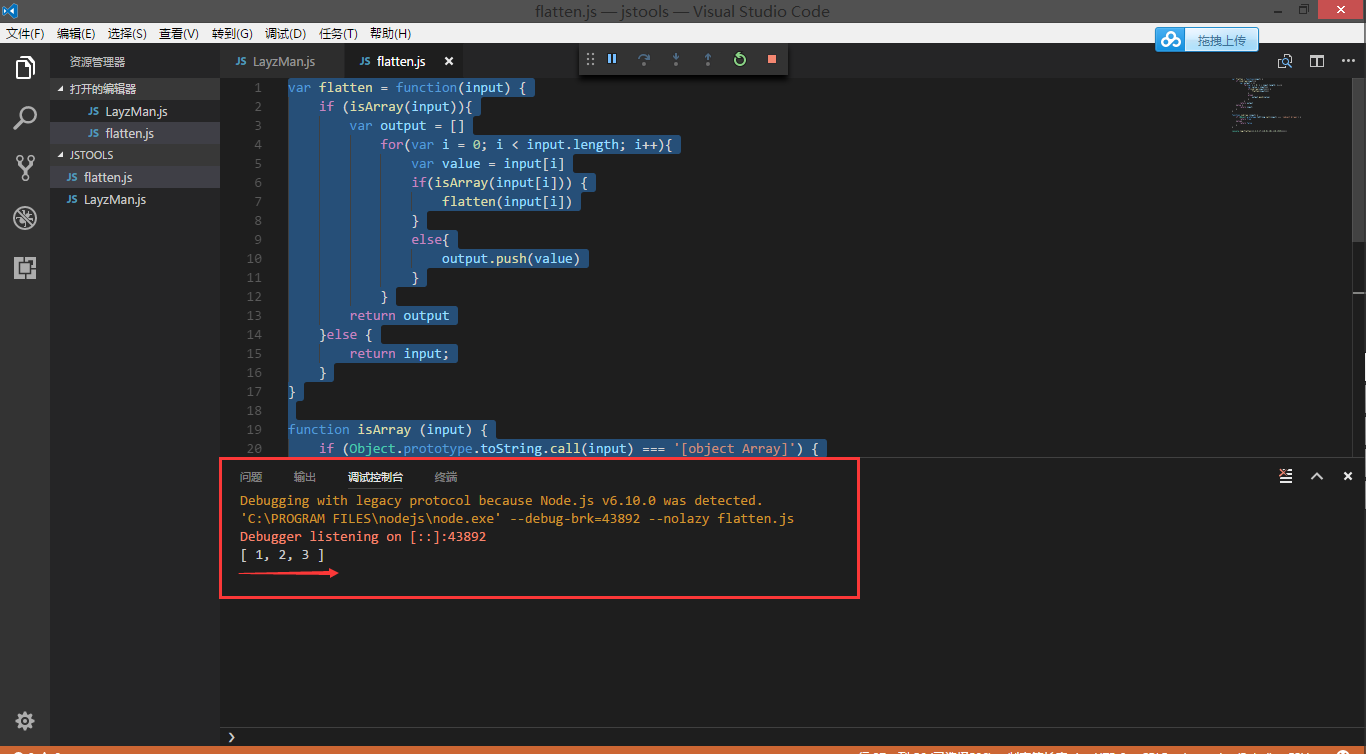 flatten.js — jstools — Visual Studio Code
文件(F) 编辑(E) 选择(S) 查看(V) 转到(G) 调试(D) 任务(T) 帮助(H)
拖拽上传
资源管理器
打开的编辑器
JS LayzMan.js
JS flatten.js
JSTOOLS
JS flatten.js
JS LayzMan.js
JS LayzMan.js
JS flatten.js
1 var flatten = function(input) {
2 if (isArray(input)){
3 var output = []
4 for(var i = 0; i < input.length; i++){
5 var value = input[i]
6 if(isArray(input[i])) {
7 flatten(input[i])
8 }
9 else{
10 output.push(value)
11 }
12 }
13 return output
14 }else {
15 return input;
16 }
17 }
18
19 function isArray (input) {
20 if (Object.prototype.toString.call(input) === '[object Array]') {
问题 输出 调试控制台 终端
Debugging with legacy protocol because Node.js v6.10.0 was detected.
'C:\PROGRAM FILES\nodejs\node.exe' --debug-brk=43892 --nolazy flatten.js
Debugger listening on [::]:43892
[ 1, 2, 3 ]